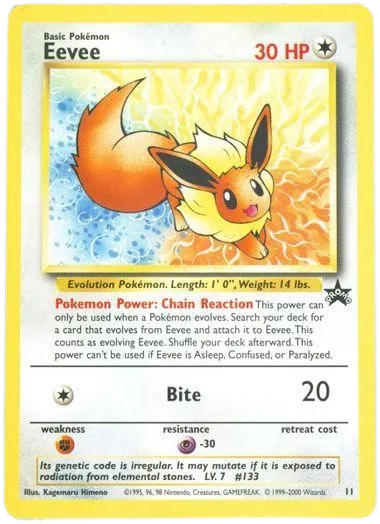 Basic Pokémon
Eevee
30 HP
Evolution Pokémon. Length: 1' 0", Weight: 14 lbs.
PROMO
Pokemon Power: Chain Reaction This power can
only be used when a Pokémon evolves. Search your deck for
a card that evolves from Eevee and attach it to Eevee. This
counts as evolving Eevee. Shuffle your deck afterward. This
power can't be used if Eevee is Asleep, Confused, or Paralyzed.
Bite 20
weakness resistance retreat cost
-30
Its genetic code is irregular. It may mutate if it is exposed to
radiation from elemental stones. LV. 7 #133
Illus. Kagemaru Himeno ©1995, 96, 98 Nintendo, Creatures, GAMEFREAK. © 1999-2000 Wizards. 11